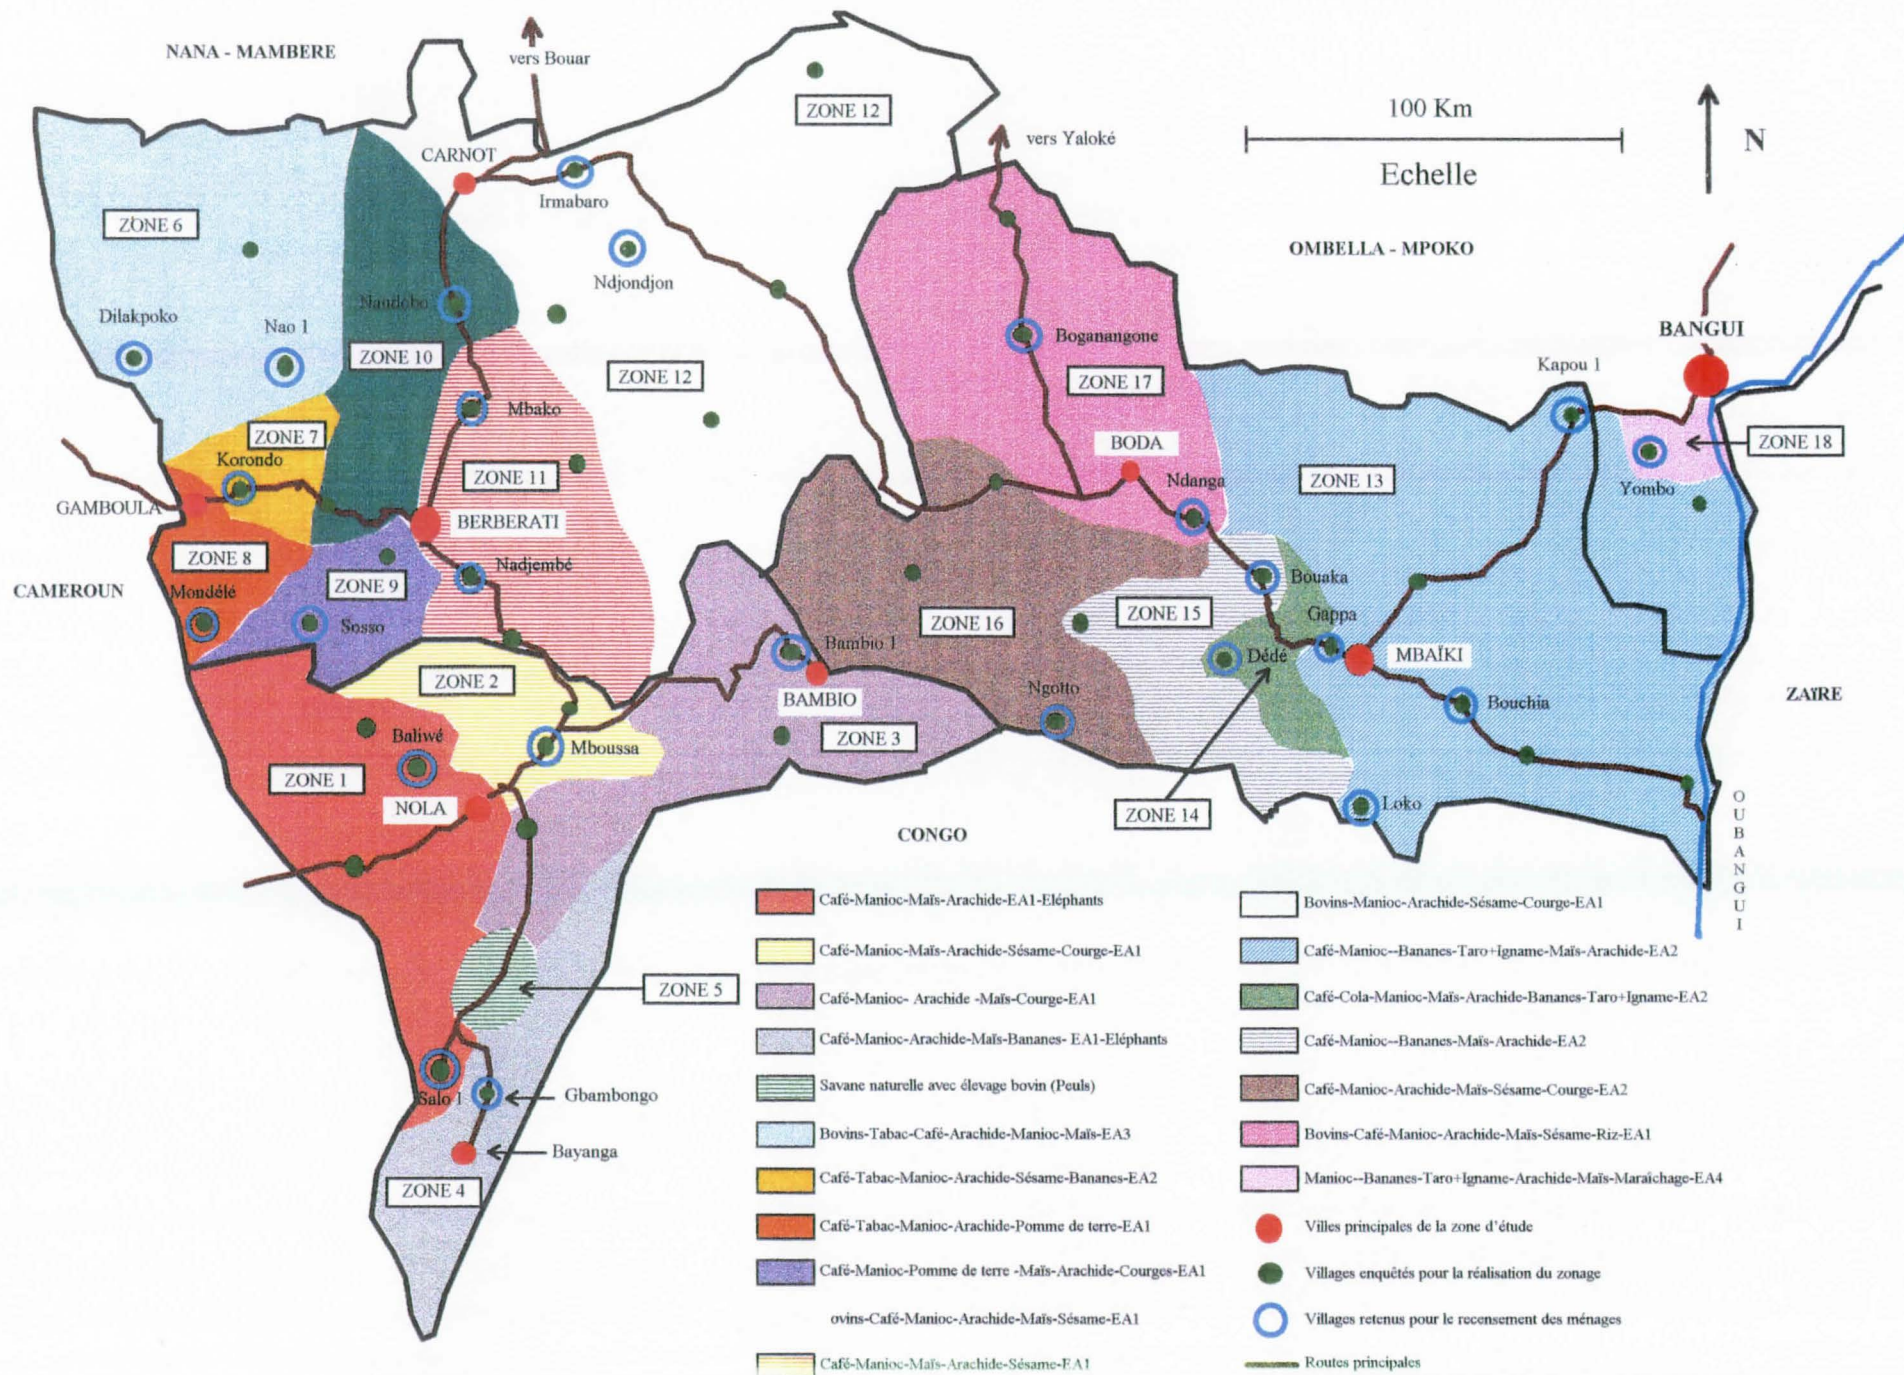 NANA - MAMBERE
vers Bouar
ZONE 12
100 Km
N
Echelle
vers Yaloké
CARNOT
Irmabaro
ZONE 6
OMBELLA - MPOKO
Ndjondjon
Dilakpoko
Nao 1
Nandobo
ZONE 10
Boganangone
BANGUI
Kapou 1
ZONE 12
ZONE 17
Mbako
ZONE 7
Korondo
ZONE 11
BODA
ZONE 18
Ndanga
ZONE 13
Yombo
GAMBOULA
BERBERATI
ZONE 8
Nadjembé
ZONE 9
Bouaka
CAMEROUN
Mondélé
Sosso
ZONE 16
ZONE 15
Gappa
Bambio 1
Dédé
MBAÏKI
ZONE 2
BAMBIO
Ngotto
Bouchia
ZAÏRE
Baliwé
Mboussa
ZONE 3
ZONE 1
NOLA
ZONE 14
Loko
CONGO
OUBANGUI
ZONE 5
Salo 1
Gbambongo
Bayanga
ZONE 4
Café-Manioc-Maïs-Arachide-EA1-Eléphants
Café-Manioc-Maïs-Arachide-Sésame-Courge-EA1
Café-Manioc- Arachide -Maïs-Courge-EA1
Café-Manioc-Arachide-Maïs-Bananes- EA1-Eléphants
Savane naturelle avec élevage bovin (Peuls)
Bovins-Tabac-Café-Arachide-Manioc-Maïs-EA3
Café-Tabac-Manioc-Arachide-Sésame-Bananes-EA2
Café-Tabac-Manioc-Arachide-Pomme de terre-EA1
Café-Manioc-Pomme de terre -Maïs-Arachide-Courges-EA1
ovins-Café-Manioc-Arachide-Maïs-Sésame-EA1
Café-Manioc-Maïs-Arachide-Sésame-EA1
Bovins-Manioc-Arachide-Sésame-Courge-EA1
Café-Manioc--Bananes-Taro+Igname-Maïs-Arachide-EA2
Café-Cola-Manioc-Maïs-Arachide-Bananes-Taro+Igname-EA2
Café-Manioc--Bananes-Maïs-Arachide-EA2
Café-Manioc-Arachide-Maïs-Sésame-Courge-EA2
Bovins-Café-Manioc-Arachide-Maïs-Sésame-Riz-EA1
Manioc--Bananes-Taro+Igname-Arachide-Maïs-Maraîchage-EA4
Villes principales de la zone d'étude
Villages enquêtés pour la réalisation du zonage
Villages retenus pour le recensement des ménages
Routes principales